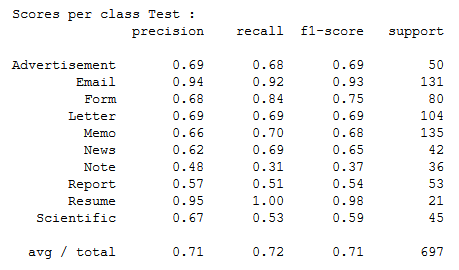 Scores per class Test :
precision recall f1-score support
Advertisement 0.69 0.68 0.69 50
Email 0.94 0.92 0.93 131
Form 0.68 0.84 0.75 80
Letter 0.69 0.69 0.69 104
Memo 0.66 0.70 0.68 135
News 0.62 0.69 0.65 42
Note 0.48 0.31 0.37 36
Report 0.57 0.51 0.54 53
Resume 0.95 1.00 0.98 21
Scientific 0.67 0.53 0.59 45
avg / total 0.71 0.72 0.71 697